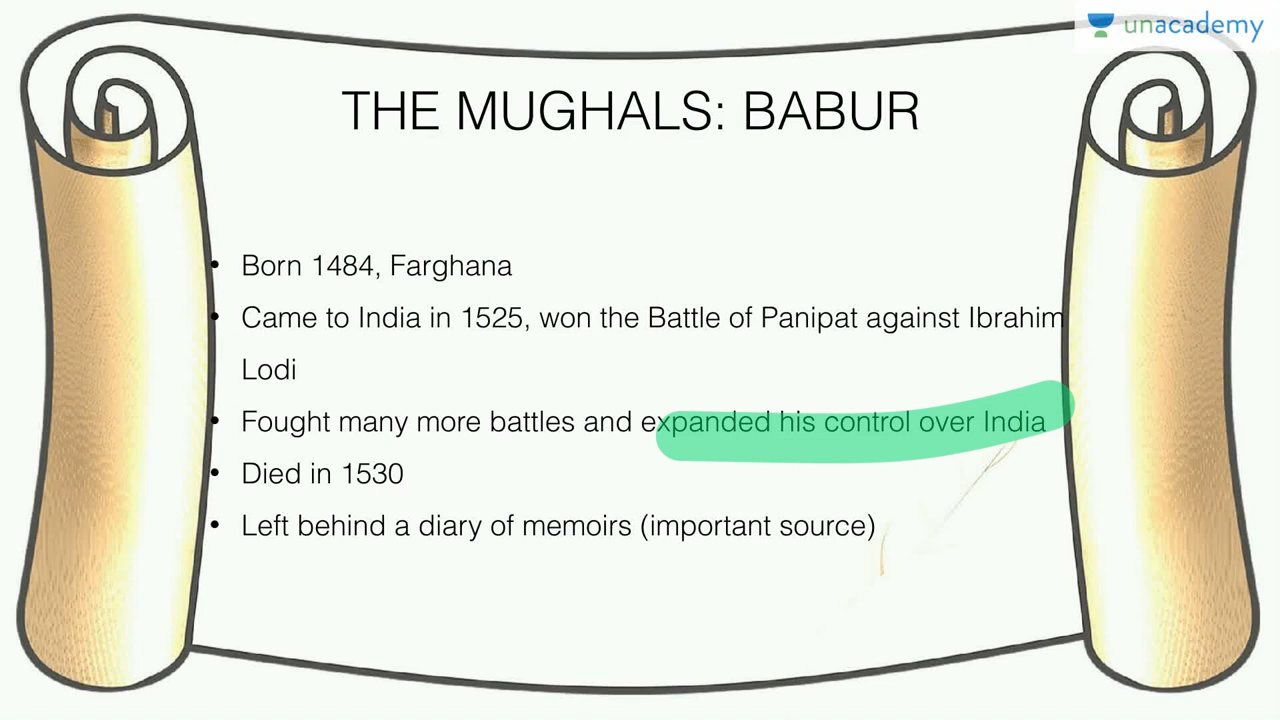 unacademy
THE MUGHALS: BABUR
• Born 1484, Farghana
• Came to India in 1525, won the Battle of Panipat against Ibrahim
Lodi
• Fought many more battles and expanded his control over India
• Died in 1530
• Left behind a diary of memoirs (important source)